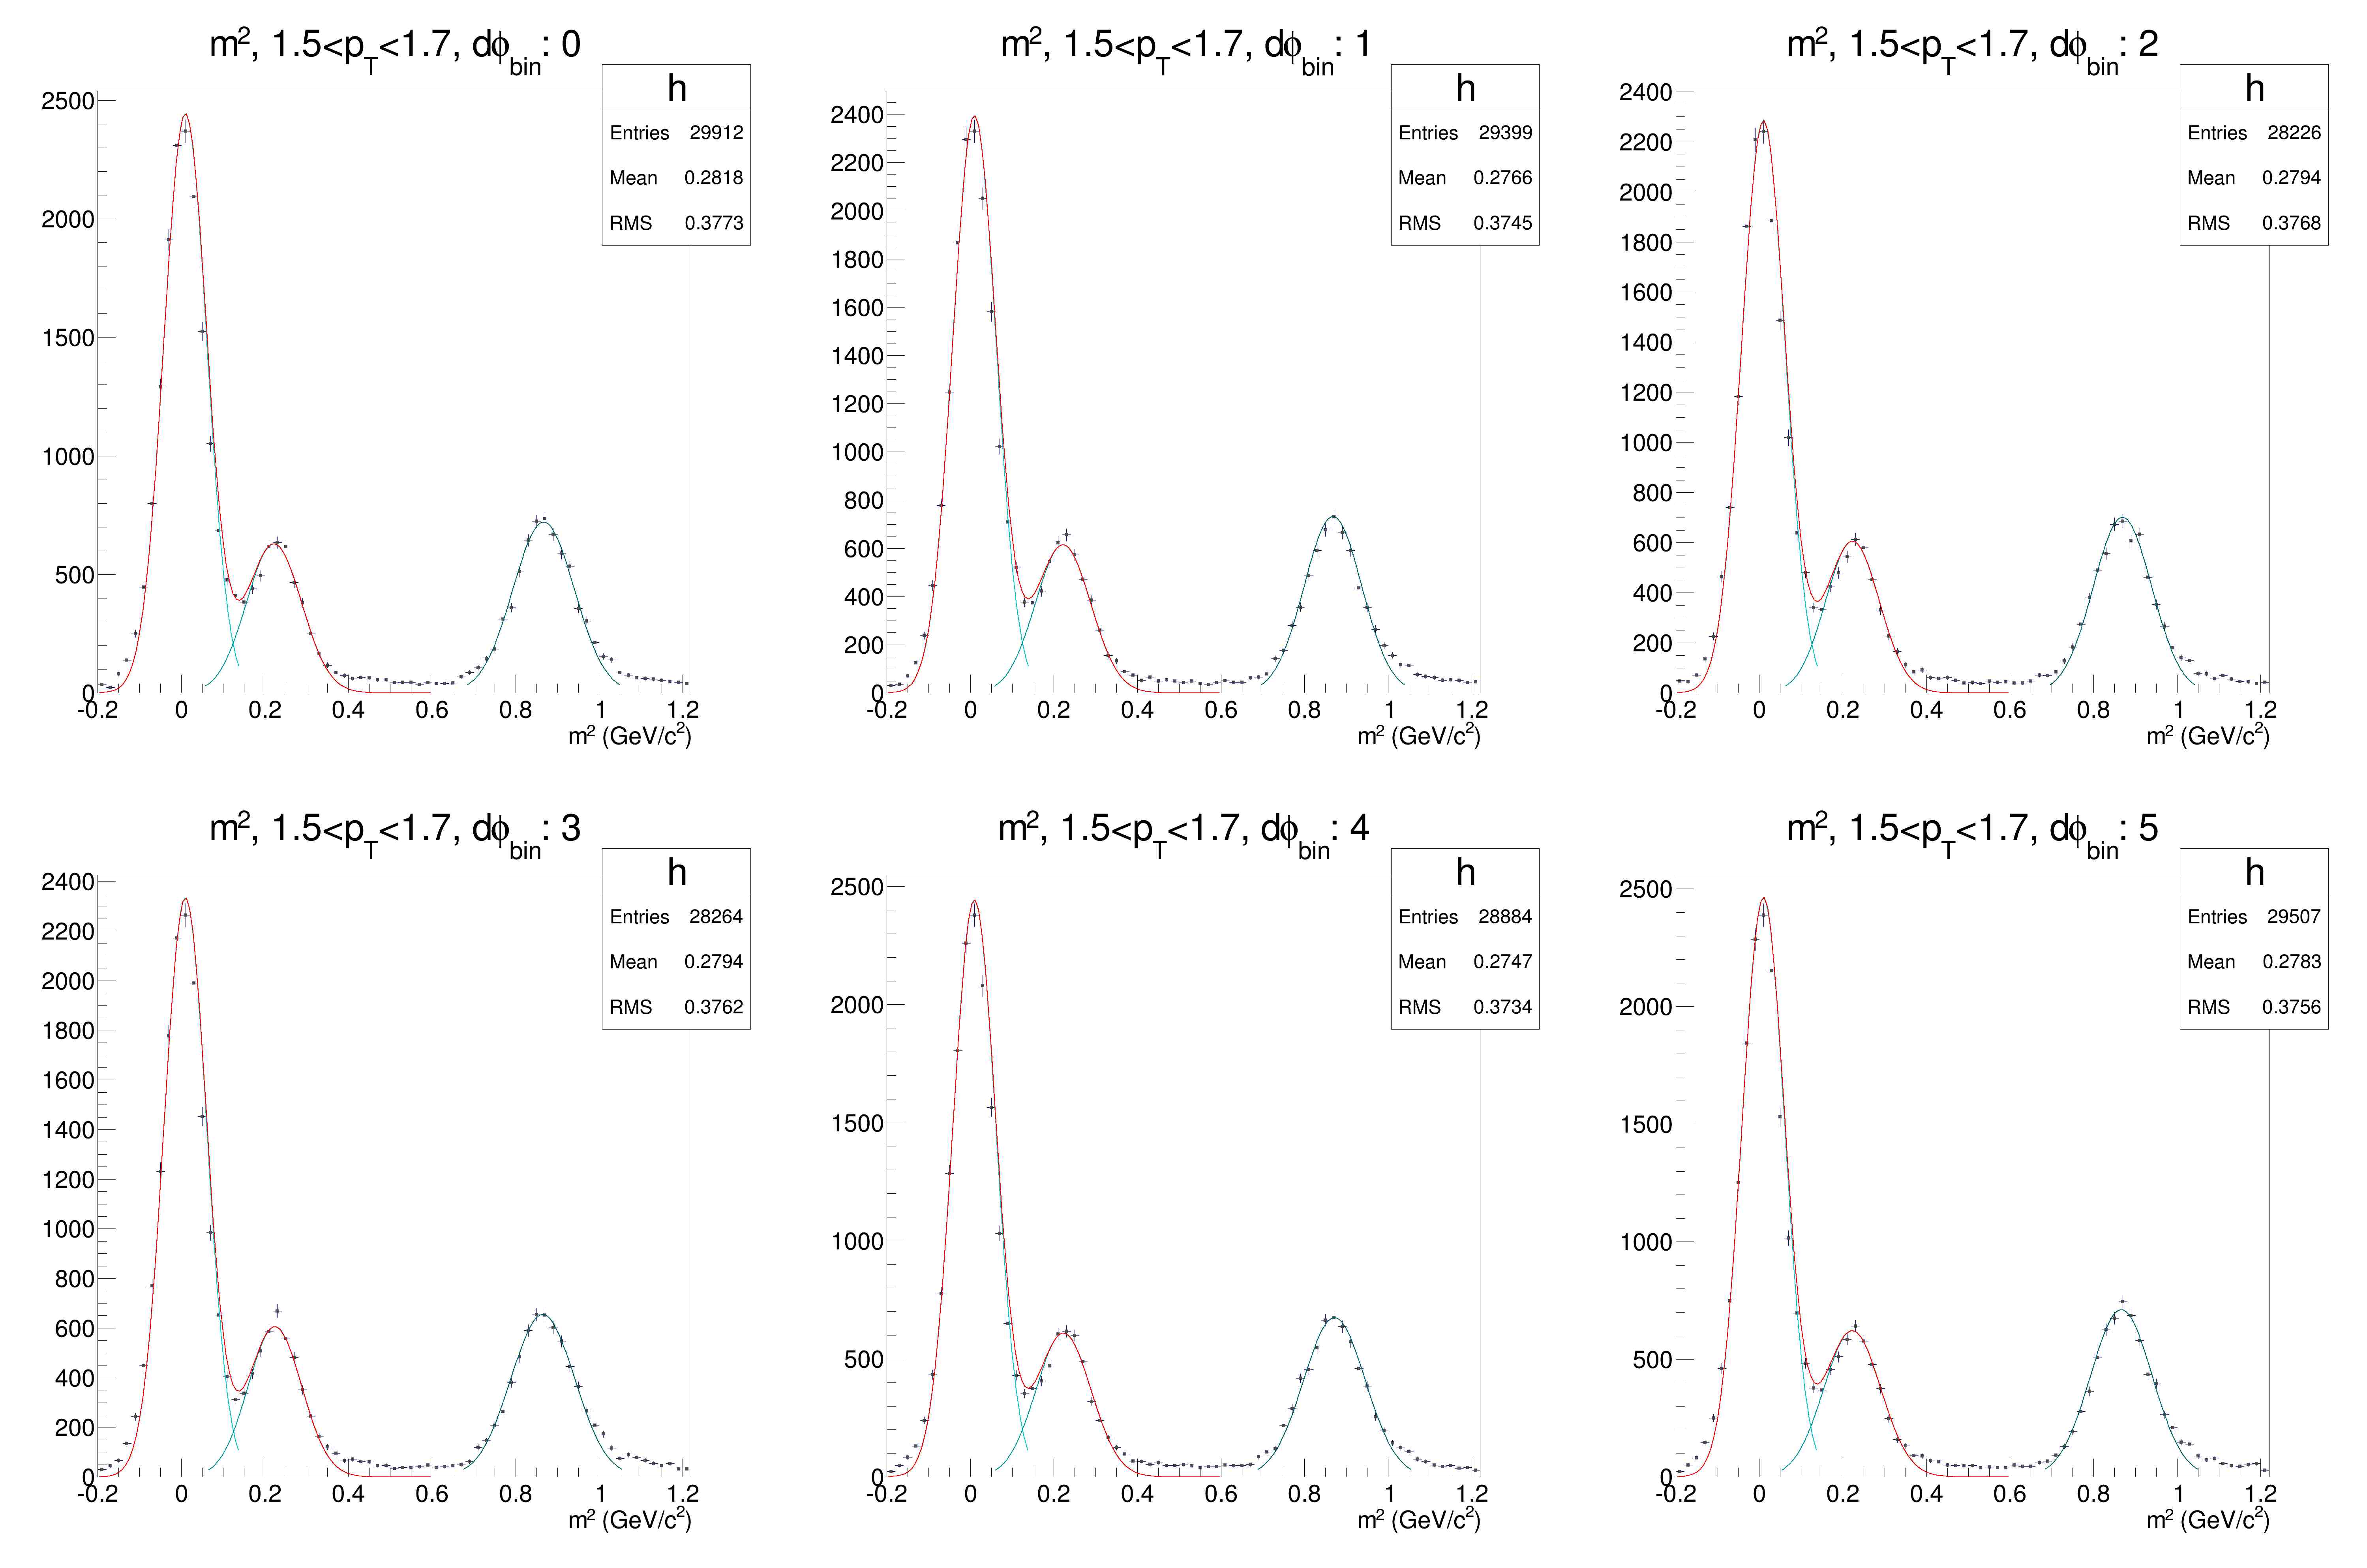 m², 1.5<p_T<1.7, dϕ_bin: 0
h
Entries 29912
Mean 0.2818
RMS 0.3773
2500
2000
1500
1000
500
0
-0.2 0 0.2 0.4 0.6 0.8 1 1.2
m² (GeV/c²)
m², 1.5<p_T<1.7, dϕ_bin: 1
h
Entries 29399
Mean 0.2766
RMS 0.3745
2400
2200
2000
1800
1600
1400
1200
1000
800
600
400
200
0
-0.2 0 0.2 0.4 0.6 0.8 1 1.2
m² (GeV/c²)
m², 1.5<p_T<1.7, dϕ_bin: 2
h
Entries 28226
Mean 0.2794
RMS 0.3768
2400
2200
2000
1800
1600
1400
1200
1000
800
600
400
200
0
-0.2 0 0.2 0.4 0.6 0.8 1 1.2
m² (GeV/c²)
m², 1.5<p_T<1.7, dϕ_bin: 3
h
Entries 28264
Mean 0.2794
RMS 0.3762
2400
2200
2000
1800
1600
1400
1200
1000
800
600
400
200
0
-0.2 0 0.2 0.4 0.6 0.8 1 1.2
m² (GeV/c²)
m², 1.5<p_T<1.7, dϕ_bin: 4
h
Entries 28884
Mean 0.2747
RMS 0.3734
2500
2000
1500
1000
500
0
-0.2 0 0.2 0.4 0.6 0.8 1 1.2
m² (GeV/c²)
m², 1.5<p_T<1.7, dϕ_bin: 5
h
Entries 29507
Mean 0.2783
RMS 0.3756
2500
2000
1500
1000
500
0
-0.2 0 0.2 0.4 0.6 0.8 1 1.2
m² (GeV/c²)